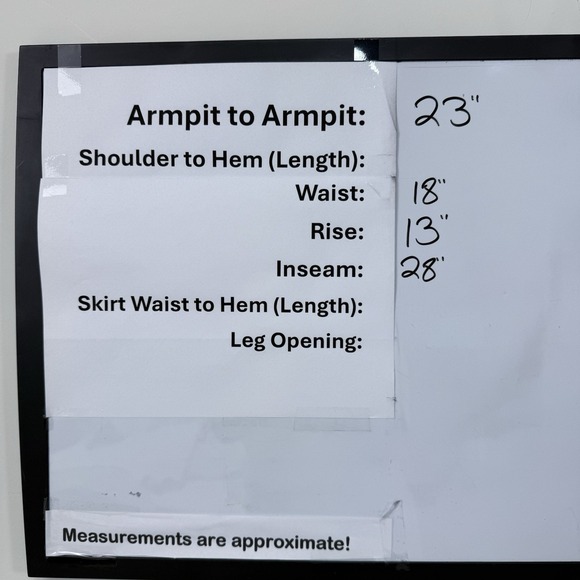 Armpit to Armpit: 23"
Shoulder to Hem (Length):
Waist: 18"
Rise: 13"
Inseam: 28"
Skirt Waist to Hem (Length):
Leg Opening:
Measurements are approximate!